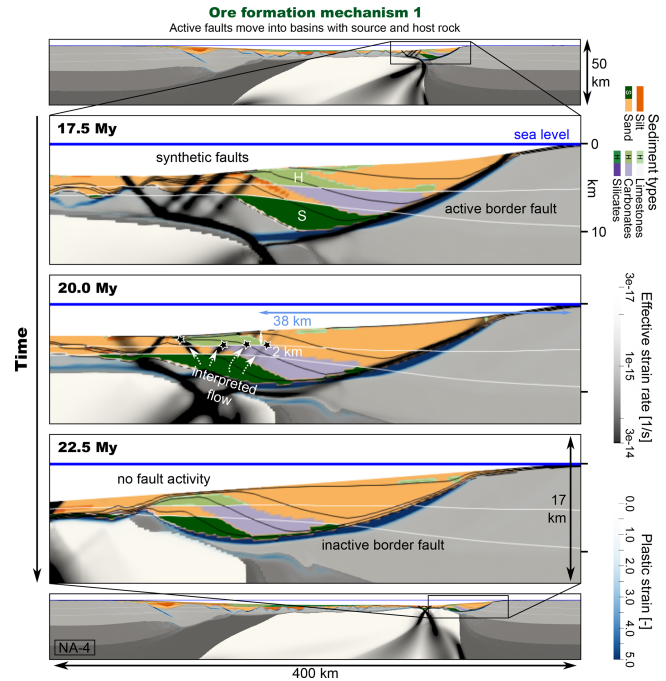 Ore formation mechanism 1
Active faults move into basins with source and host rock
50
km
17.5 My
sea level
synthetic faults
H
S
active border fault
0
km
10
20.0 My
38 km
2 km
Interpreted
flow
22.5 My
no fault activity
inactive border fault
17
km
NA-4
400 km
Time
Sediment types
Silt
S Sand
H Limestones
H Carbonates
H Silicates
Effective strain rate [1/s]
3e-17
1e-15
3e-14
Plastic strain [-]
0.0
1.0
2.0
3.0
4.0
5.0